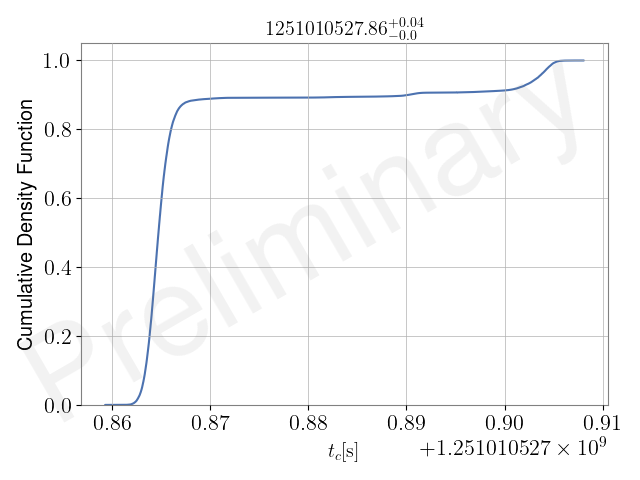 1251010527.86^{+0.04}_{-0.0}
Cumulative Density Function
1.0
0.8
0.6
0.4
0.2
0.0
Preliminary
0.86 0.87 0.88 0.89 0.90 0.91
t_c[s]
+1.251010527 × 10^9